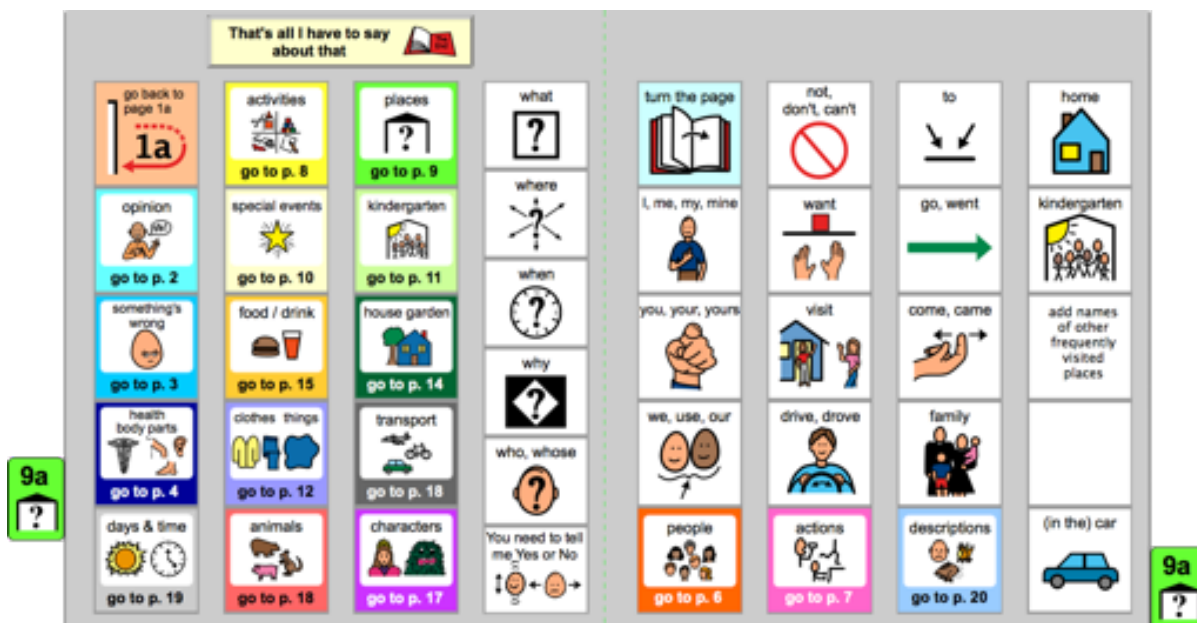 That's all I have to say
about that
go back to
page 1a
1a
activities
go to p. 8
places
?
go to p. 9
what
?
opinion
go to p. 2
special events
go to p. 10
kindergarten
go to p. 11
where
?
something's
wrong
go to p. 3
food / drink
go to p. 15
house garden
go to p. 14
when
?
health
body parts
go to p. 4
clothes things
go to p. 12
transport
go to p. 18
why
?
who, whose
?
days & time
go to p. 19
animals
go to p. 18
characters
go to p. 17
You need to tell
me Yes or No
turn the page
not,
don't, can't
to
home
I, me, my, mine
want
go, went
kindergarten
you, your, yours
visit
come, came
add names
of other
frequently
visited
places
we, use, our
drive, drove
family
people
go to p. 6
actions
go to p. 7
descriptions
go to p. 20
(in the) car
9a
?
9a
?